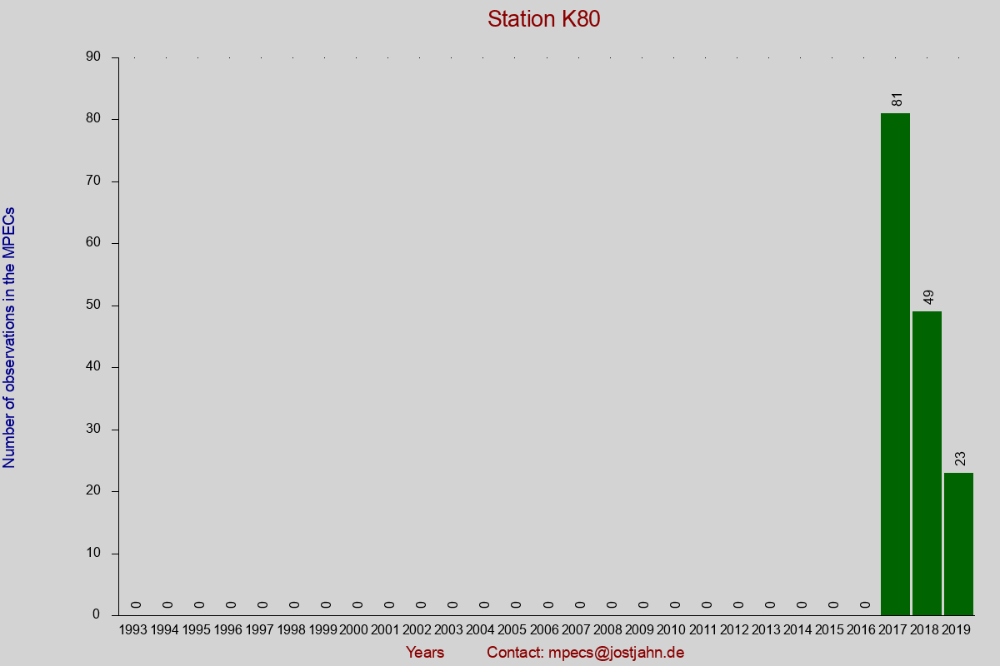 Station K80
Number of observations in the MPECs
90
80
70
60
50
40
30
20
10
0
0 0 0 0 0 0 0 0 0 0 0 0 0 0 0 0 0 0 0 0 0 0 0 0 81 49 23
1993 1994 1995 1996 1997 1998 1999 2000 2001 2002 2003 2004 2005 2006 2007 2008 2009 2010 2011 2012 2013 2014 2015 2016 2017 2018 2019
Years Contact: mpecs@jostjahn.de